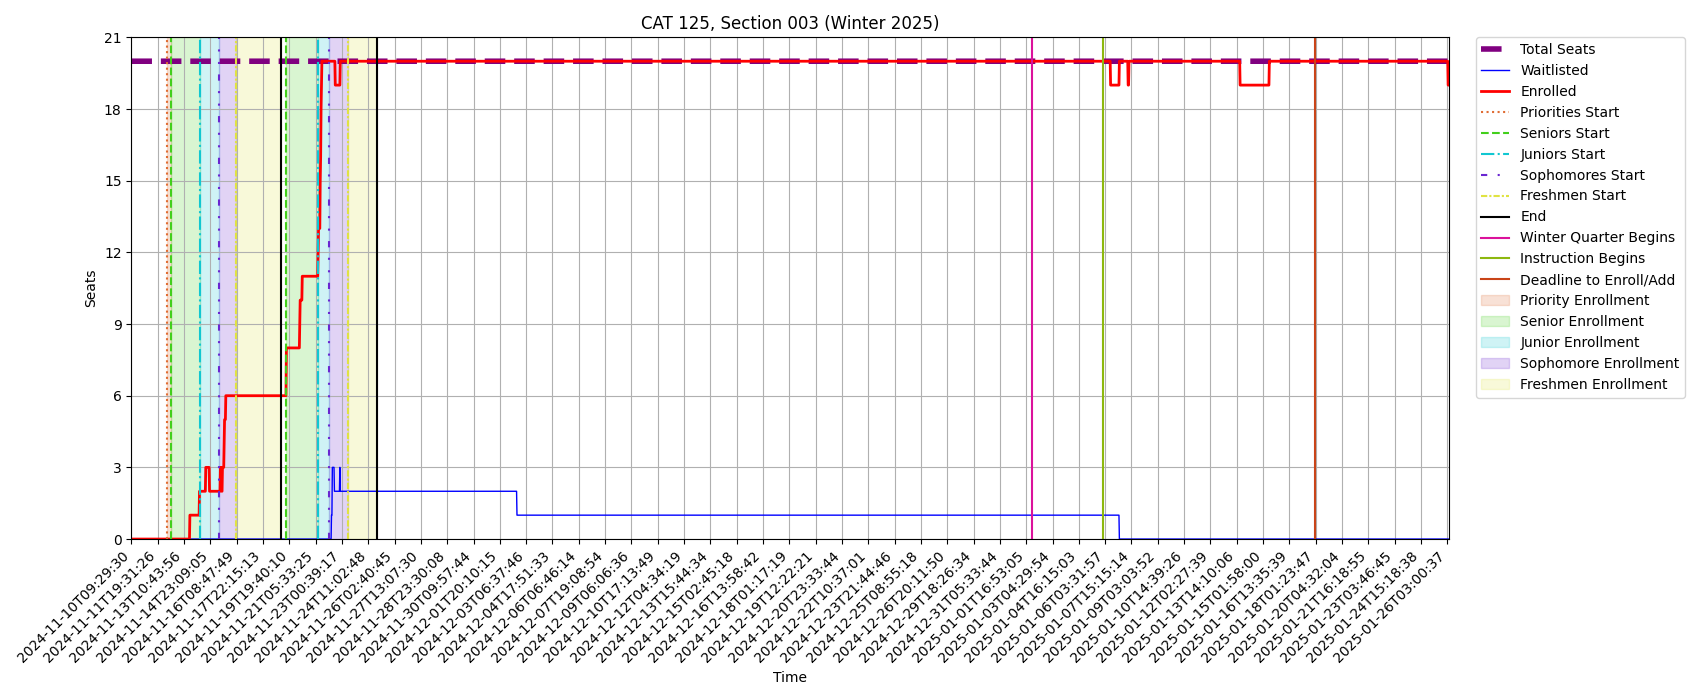 CAT 125, Section 003 (Winter 2025)
21
18
15
12
9
6
3
0
Seats
2024-11-10T09:29:30
2024-11-11T19:31:26
2024-11-13T10:43:56
2024-11-14T23:09:05
2024-11-16T08:47:49
2024-11-17T22:15:13
2024-11-19T19:40:10
2024-11-21T05:33:25
2024-11-23T00:39:17
2024-11-24T11:02:48
2024-11-26T02:40:45
2024-11-27T13:07:30
2024-11-28T23:30:08
2024-11-30T09:57:44
2024-12-01T20:10:15
2024-12-03T06:37:46
2024-12-04T17:51:33
2024-12-06T06:46:14
2024-12-07T19:08:54
2024-12-09T06:06:36
2024-12-10T17:13:49
2024-12-12T04:34:19
2024-12-13T15:44:34
2024-12-15T02:45:18
2024-12-16T13:58:42
2024-12-18T01:17:19
2024-12-19T12:22:21
2024-12-20T23:33:44
2024-12-22T10:37:01
2024-12-23T21:44:46
2024-12-25T08:55:18
2024-12-26T20:11:50
2024-12-29T18:26:34
2024-12-31T05:33:44
2025-01-01T16:53:05
2025-01-03T04:29:54
2025-01-04T16:15:03
2025-01-06T03:31:57
2025-01-07T15:15:14
2025-01-09T03:03:52
2025-01-10T14:39:26
2025-01-12T02:27:39
2025-01-13T14:10:06
2025-01-15T01:58:00
2025-01-16T13:35:39
2025-01-18T01:23:47
2025-01-20T04:32:04
2025-01-21T16:18:55
2025-01-23T03:46:45
2025-01-24T15:18:38
2025-01-26T03:00:37
Time
Total Seats
Waitlisted
Enrolled
Priorities Start
Seniors Start
Juniors Start
Sophomores Start
Freshmen Start
End
Winter Quarter Begins
Instruction Begins
Deadline to Enroll/Add
Priority Enrollment
Senior Enrollment
Junior Enrollment
Sophomore Enrollment
Freshmen Enrollment